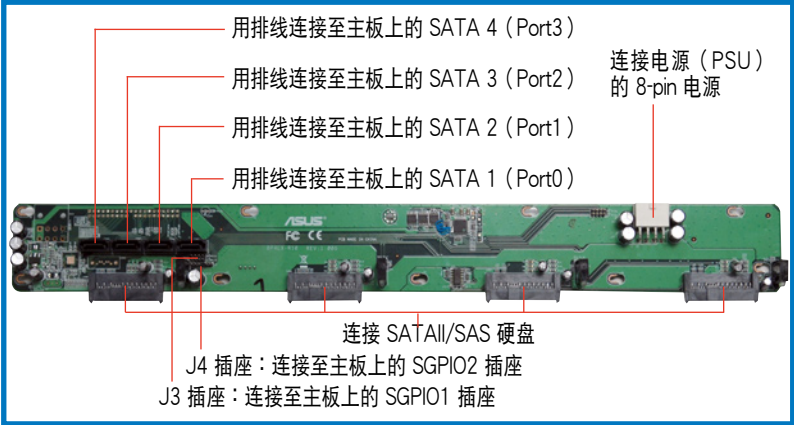 用排线连接至主板上的 SATA 4（Port3）
用排线连接至主板上的 SATA 3（Port2）
用排线连接至主板上的 SATA 2（Port1）
用排线连接至主板上的 SATA 1（Port0）
连接电源（PSU）
的 8-pin 电源
ASUS
FC CE
连接 SATAII/SAS 硬盘
J4 插座：连接至主板上的 SGPIO2 插座
J3 插座：连接至主板上的 SGPIO1 插座